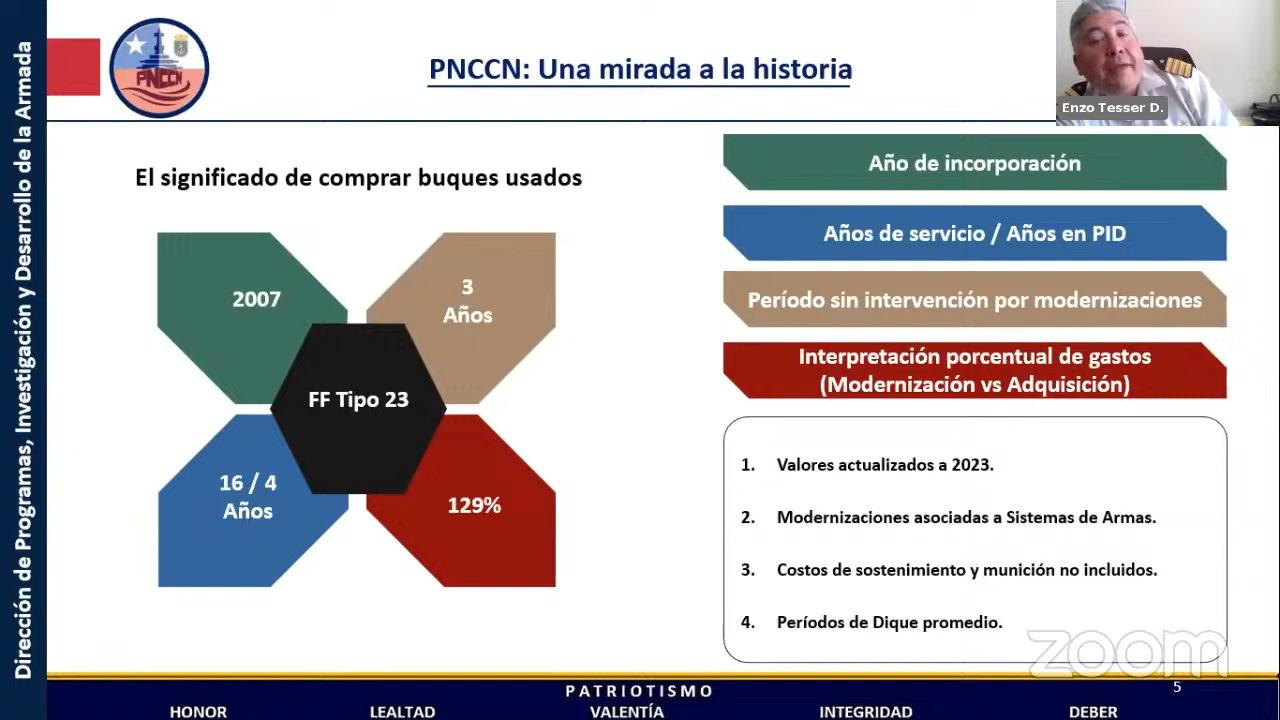 Dirección de Programas, Investigación y Desarrollo de la Armada
PNCCN
PNCCN: Una mirada a la historia
Enzo Tesser D.
El significado de comprar buques usados
2007
3
Años
FF Tipo 23
16 / 4
Años
129%
Año de incorporación
Años de servicio / Años en PID
Período sin intervención por modernizaciones
Interpretación porcentual de gastos
(Modernización vs Adquisición)
1. Valores actualizados a 2023.
2. Modernizaciones asociadas a Sistemas de Armas.
3. Costos de sostenimiento y munición no incluidos.
4. Períodos de Dique promedio.
zoom
5
PATRIOTISMO
HONOR LEALTAD VALENTÍA INTEGRIDAD DEBER